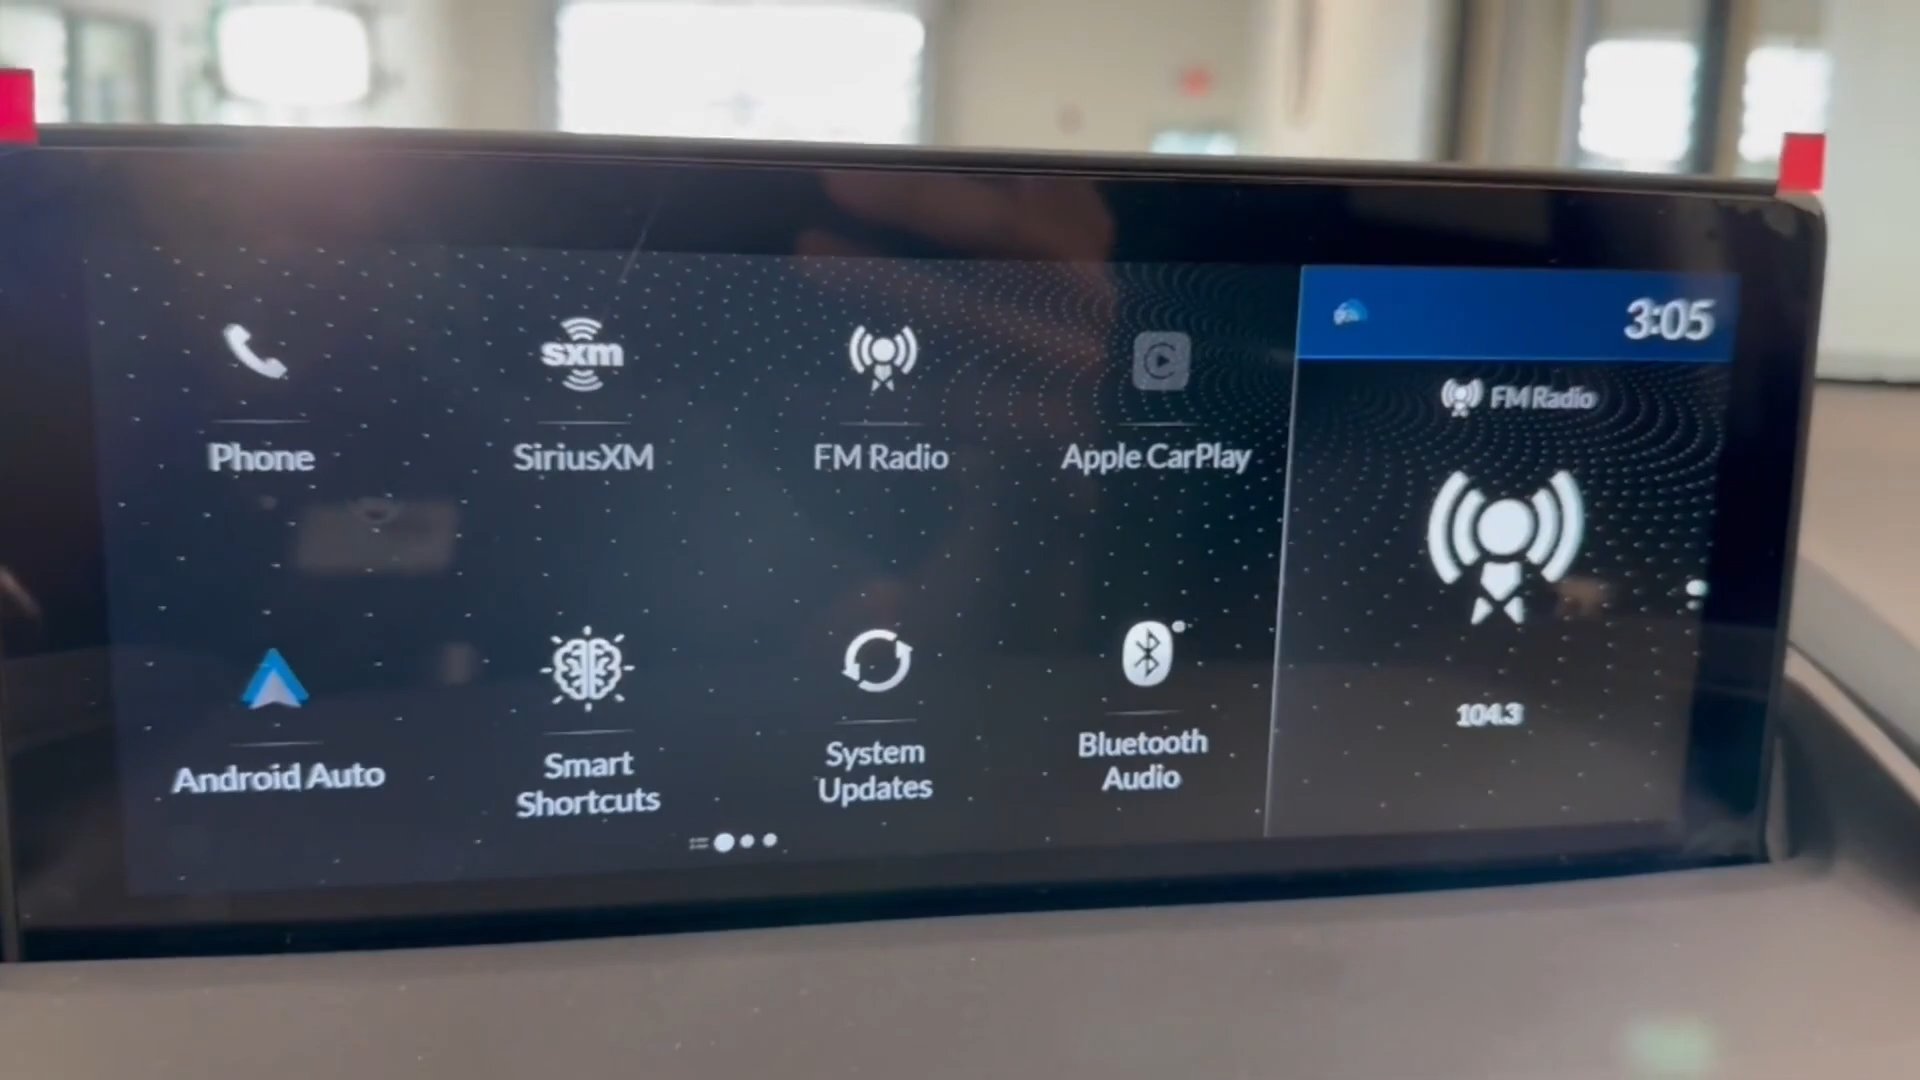 sxm
Phone
SiriusXM
FM Radio
Apple CarPlay
Android Auto
Smart
Shortcuts
System
Updates
Bluetooth
Audio
3:05
FM Radio
104.3